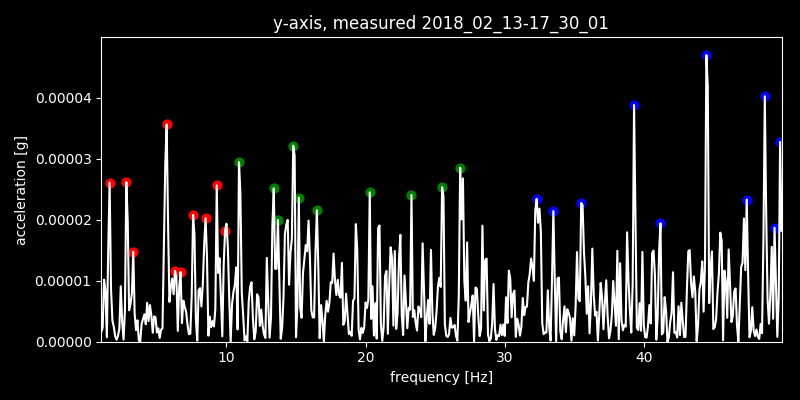 y-axis, measured 2018_02_13-17_30_01
0.00004
0.00003
0.00002
0.00001
0.00000
acceleration [g]
10 20 30 40
frequency [Hz]